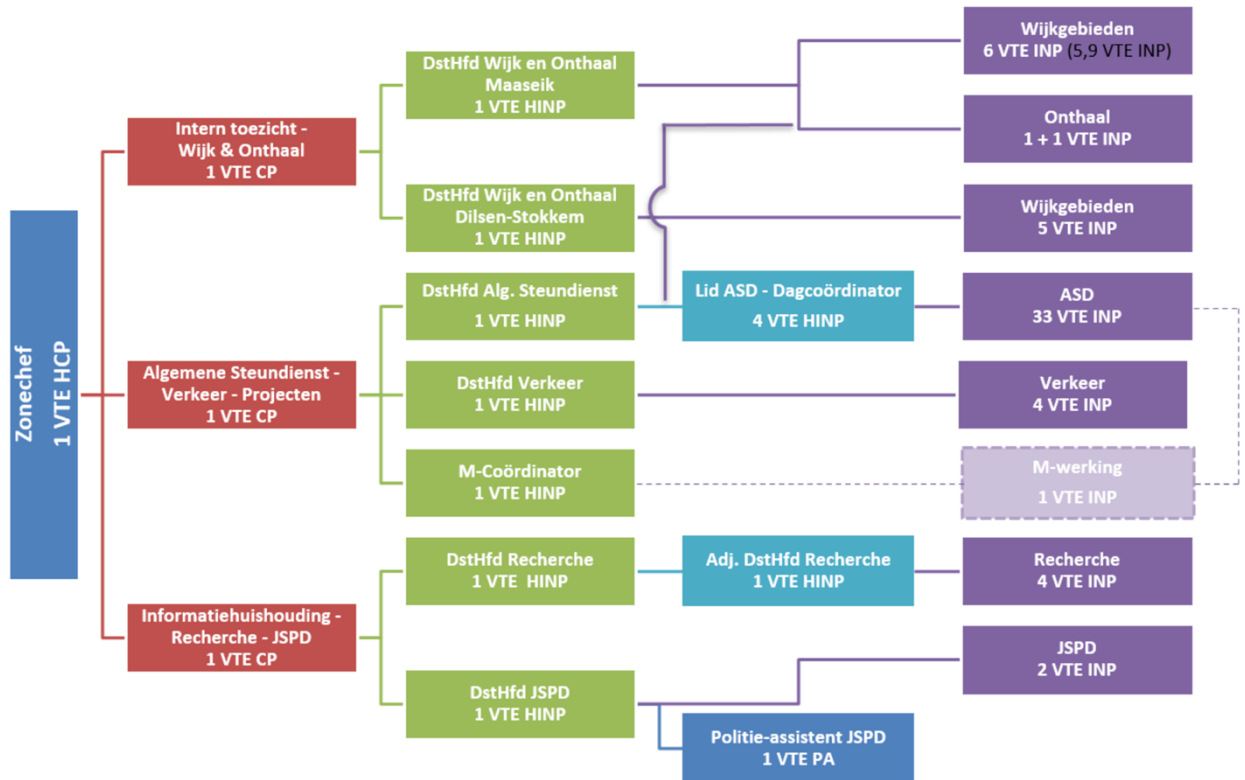 Zonechef
1 VTE HCP
Intern toezicht -
Wijk & Onthaal
1 VTE CP
Algemene Steundienst -
Verkeer - Projecten
1 VTE CP
Informatiehuishouding -
Recherche - JSPD
1 VTE CP
DstHfd Wijk en Onthaal
Maaseik
1 VTE HINP
DstHfd Wijk en Onthaal
Dilsen-Stokkem
1 VTE HINP
DstHfd Alg. Steundienst
1 VTE HINP
DstHfd Verkeer
1 VTE HINP
M-Coördinator
1 VTE HINP
DstHfd Recherche
1 VTE HINP
DstHfd JSPD
1 VTE HINP
Lid ASD - Dagcoördinator
4 VTE HINP
Adj. DstHfd Recherche
1 VTE HINP
Politie-assistent JSPD
1 VTE PA
Wijkgebieden
6 VTE INP (5,9 VTE INP)
Onthaal
1 + 1 VTE INP
Wijkgebieden
5 VTE INP
ASD
33 VTE INP
Verkeer
4 VTE INP
M-werking
1 VTE INP
Recherche
4 VTE INP
JSPD
2 VTE INP